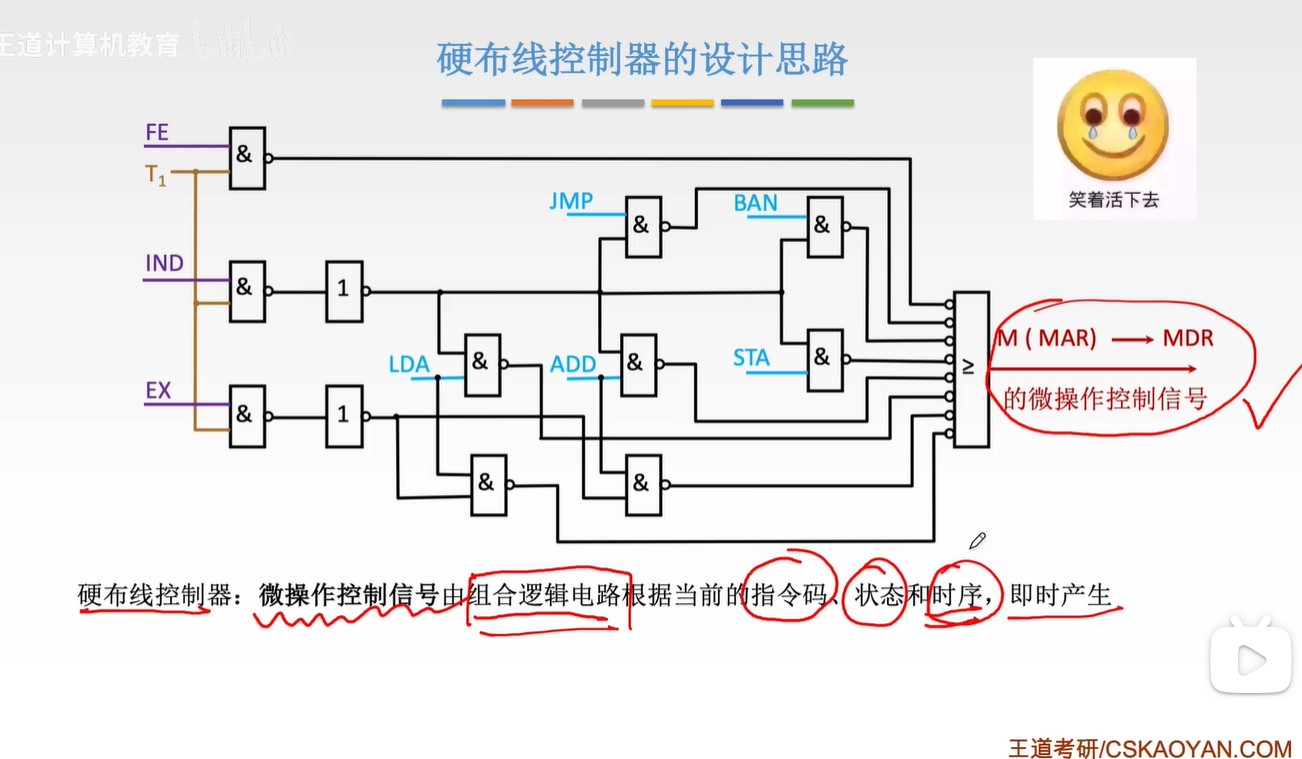 王道计算机教育
硬布线控制器的设计思路
笑着活下去
FE
&
T1
JMP
&
BAN
&
IND
&
1
LDA
&
ADD
&
STA
&
≥
M ( MAR) → MDR
的微操作控制信号
EX
&
1
&
&
硬布线控制器：微操作控制信号由组合逻辑电路根据当前的指令码、状态和时序，即时产生
王道考研/CSKAOYAN.COM